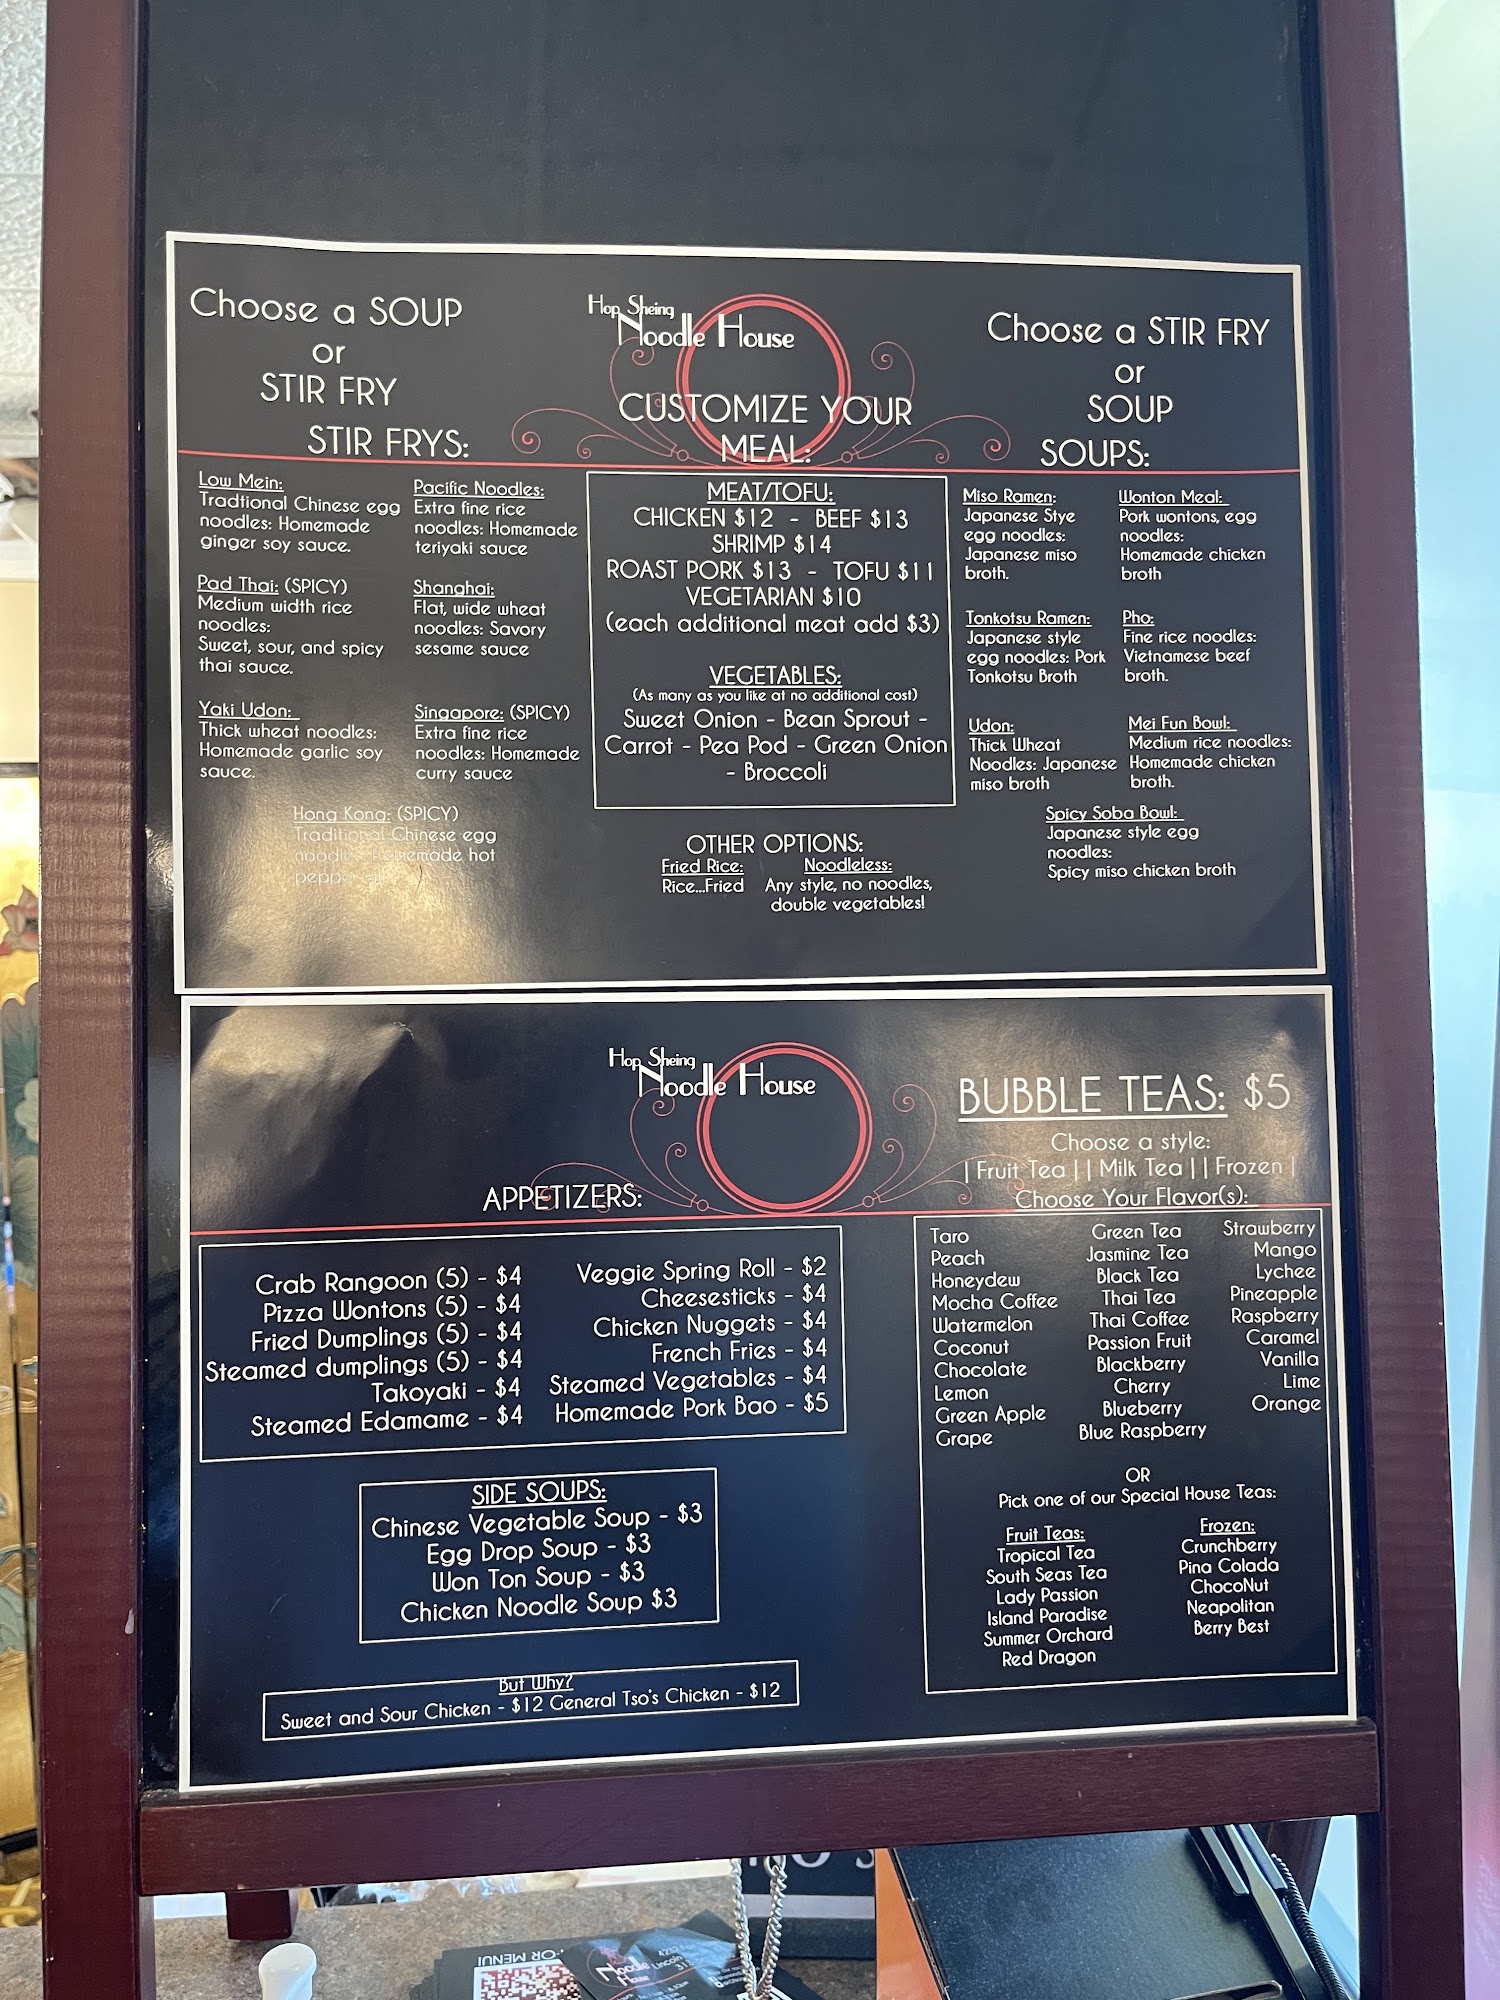 Choose a SOUP
or
STIR FRY
STIR FRYS:
Hop Sheing
Noodle House
CUSTOMIZE YOUR
MEAL:
Choose a STIR FRY
or
SOUP
SOUPS:
Low Mein:
Tradtional Chinese egg
noodles: Homemade
ginger soy sauce.
Pad Thai: (SPICY)
Medium width rice
noodles:
Sweet, sour, and spicy
thai sauce.
Yaki Udon:
Thick wheat noodles:
Homemade garlic soy
sauce.
Pacific Noodles:
Extra fine rice
noodles: Homemade
teriyaki sauce
Shanghai:
Flat, wide wheat
noodles: Savory
sesame sauce
Singapore: (SPICY)
Extra fine rice
noodles: Homemade
curry sauce
Hong Kong: (SPICY)
Traditional Chinese egg
hot
MEAT/TOFU:
CHICKEN $12 - BEEF $13
SHRIMP $14
ROAST PORK $13 - TOFU $11
VEGETARIAN $10
(each additional meat add $3)
VEGETABLES:
(As many as you like at no additional cost)
Sweet Onion - Bean Sprout -
Carrot - Pea Pod - Green Onion
- Broccoli
OTHER OPTIONS:
Fried Rice:
Rice...Fried
Noodleless:
Any style, no noodles,
double vegetables!
Miso Ramen:
Japanese Stye
egg noodles:
Japanese miso
broth.
Tonkotsu Ramen:
Japanese style
egg noodles: Pork
Tonkotsu Broth
Udon:
Thick Wheat
Noodles: Japanese
miso broth
Wonton Meal:
Pork wontons, egg
noodles:
Homemade chicken
broth
Pho:
Fine rice noodles:
Vietnamese beef
broth.
Mei Fun Bowl:
Medium rice noodles:
Homemade chicken
broth.
Spicy Soba Bowl:
Japanese style egg
noodles:
Spicy miso chicken broth
Hop Sheing
Noodle House
APPETIZERS:
Crab Rangoon (5) - $4
Pizza Wontons (5) - $4
Fried Dumplings (5) - $4
Steamed dumplings (5) - $4
Takoyaki - $4
Steamed Edamame - $4
Veggie Spring Roll - $2
Cheesesticks - $4
Chicken Nuggets - $4
French Fries - $4
Steamed Vegetables - $4
Homemade Pork Bao - $5
SIDE SOUPS:
Chinese Vegetable Soup - $3
Egg Drop Soup - $3
Won Ton Soup - $3
Chicken Noodle Soup $3
But Why?
Sweet and Sour Chicken - $12 General Tso's Chicken - $12
BUBBLE TEAS: $5
Choose a style:
| Fruit Tea | | Milk Tea | | Frozen |
Choose Your Flavor(s):
Taro
Peach
Honeydew
Mocha Coffee
Watermelon
Coconut
Chocolate
Lemon
Green Apple
Grape
Green Tea
Jasmine Tea
Black Tea
Thai Tea
Thai Coffee
Passion Fruit
Blackberry
Cherry
Blueberry
Blue Raspberry
Strawberry
Mango
Lychee
Pineapple
Raspberry
Caramel
Vanilla
Lime
Orange
OR
Pick one of our Special House Teas:
Fruit Teas:
Tropical Tea
South Seas Tea
Lady Passion
Island Paradise
Summer Orchard
Red Dragon
Frozen:
Crunchberry
Pina Colada
ChocoNut
Neapolitan
Berry Best
OR MENU!
Noodle
House